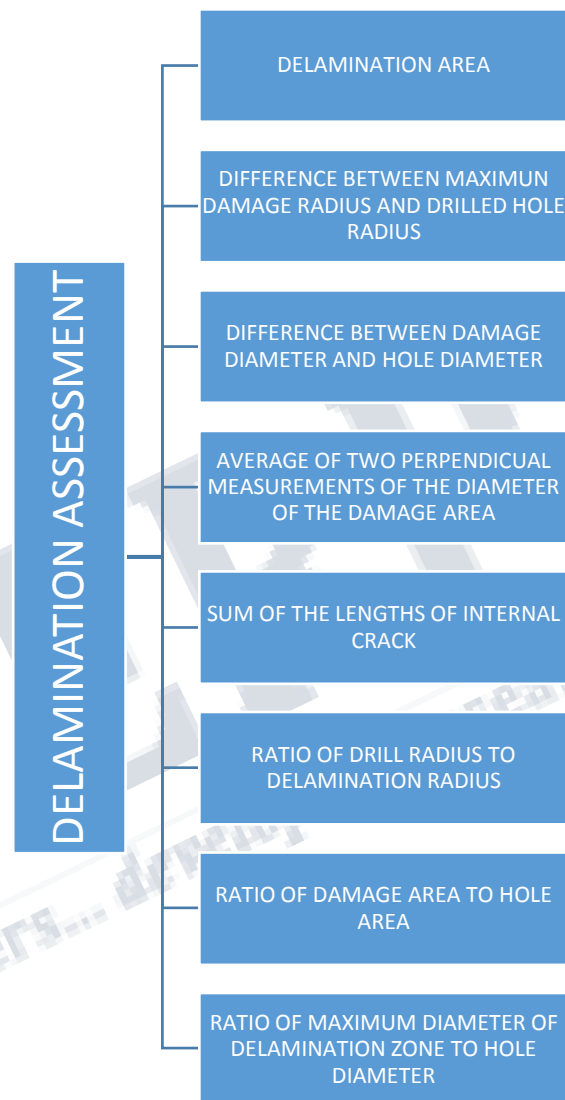 DELAMINATION ASSESSMENT
DELAMINATION AREA
DIFFERENCE BETWEEN MAXIMUN
DAMAGE RADIUS AND DRILLED HOLE
RADIUS
DIFFERENCE BETWEEN DAMAGE
DIAMETER AND HOLE DIAMETER
AVERAGE OF TWO PERPENDICUAL
MEASUREMENTS OF THE DIAMETER
OF THE DAMAGE AREA
SUM OF THE LENGTHS OF INTERNAL
CRACK
RATIO OF DRILL RADIUS TO
DELAMINATION RADIUS
RATIO OF DAMAGE AREA TO HOLE
AREA
RATIO OF MAXIMUM DIAMETER OF
DELAMINATION ZONE TO HOLE
DIAMETER